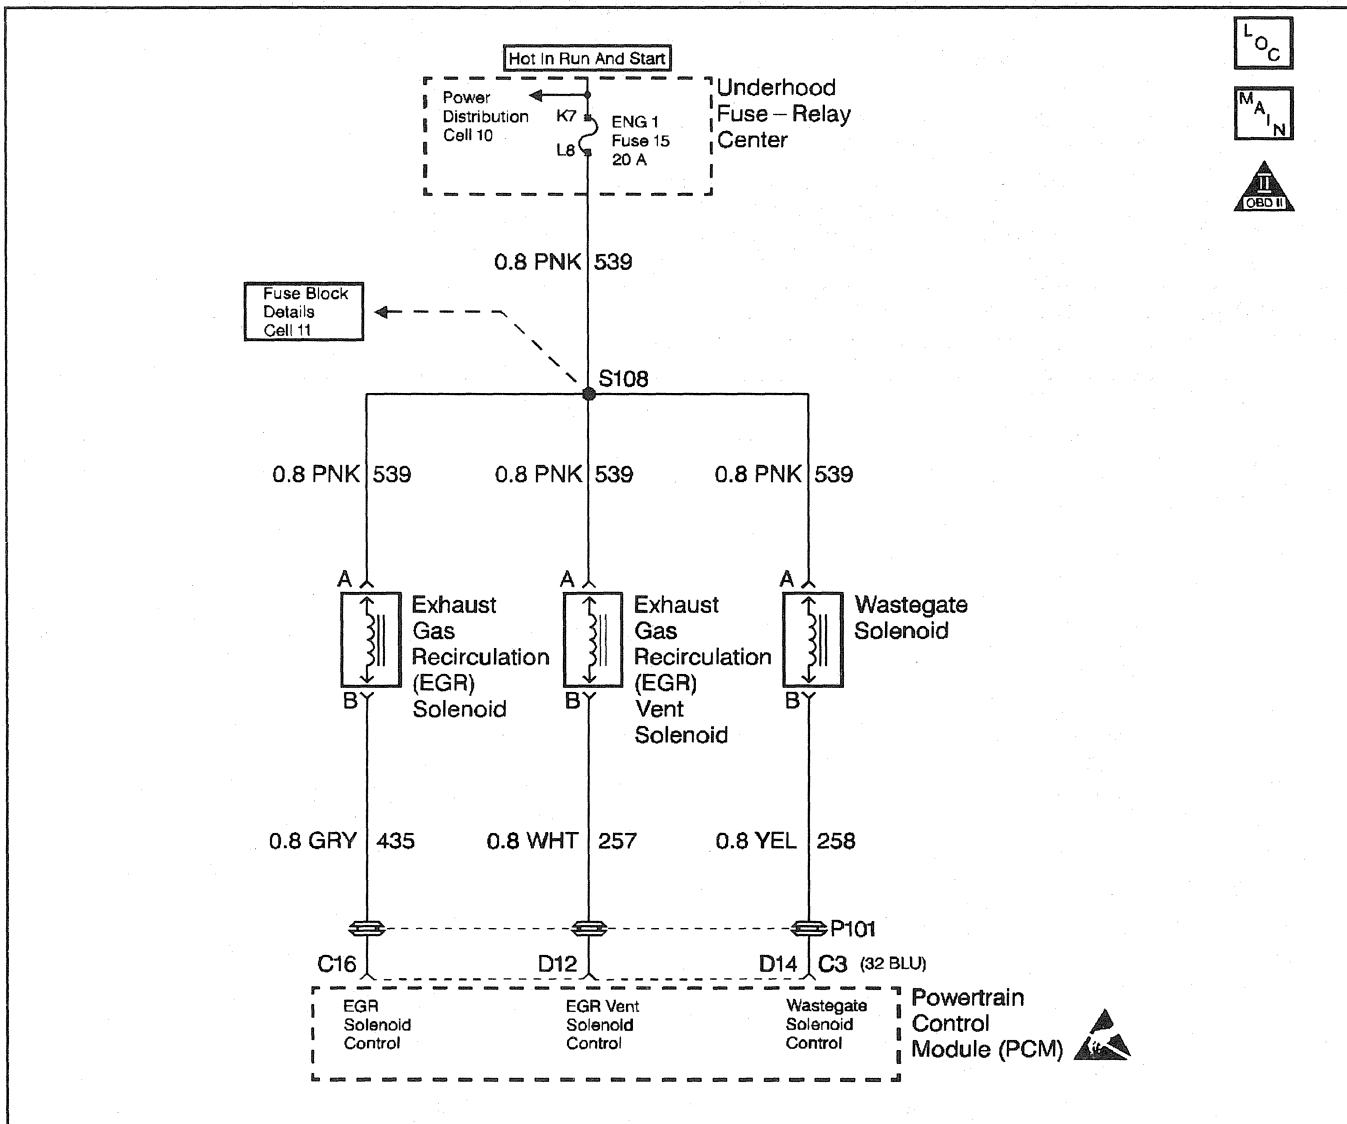 Hot In Run And Start
L
O
C
M
A
I
N
II
OBD II
Power
Distribution
Cell 10
K7
L8
ENG 1
Fuse 15
20 A
Underhood
Fuse – Relay
Center
0.8 PNK 539
Fuse Block
Details
Cell 11
S108
0.8 PNK 539
0.8 PNK 539
0.8 PNK 539
A
A
A
Exhaust
Gas
Recirculation
(EGR)
Solenoid
Exhaust
Gas
Recirculation
(EGR)
Vent
Solenoid
Wastegate
Solenoid
B
B
B
0.8 GRY 435
0.8 WHT 257
0.8 YEL 258
P101
C16
D12
D14
C3 (32 BLU)
EGR
Solenoid
Control
EGR Vent
Solenoid
Control
Wastegate
Solenoid
Control
Powertrain
Control
Module (PCM)